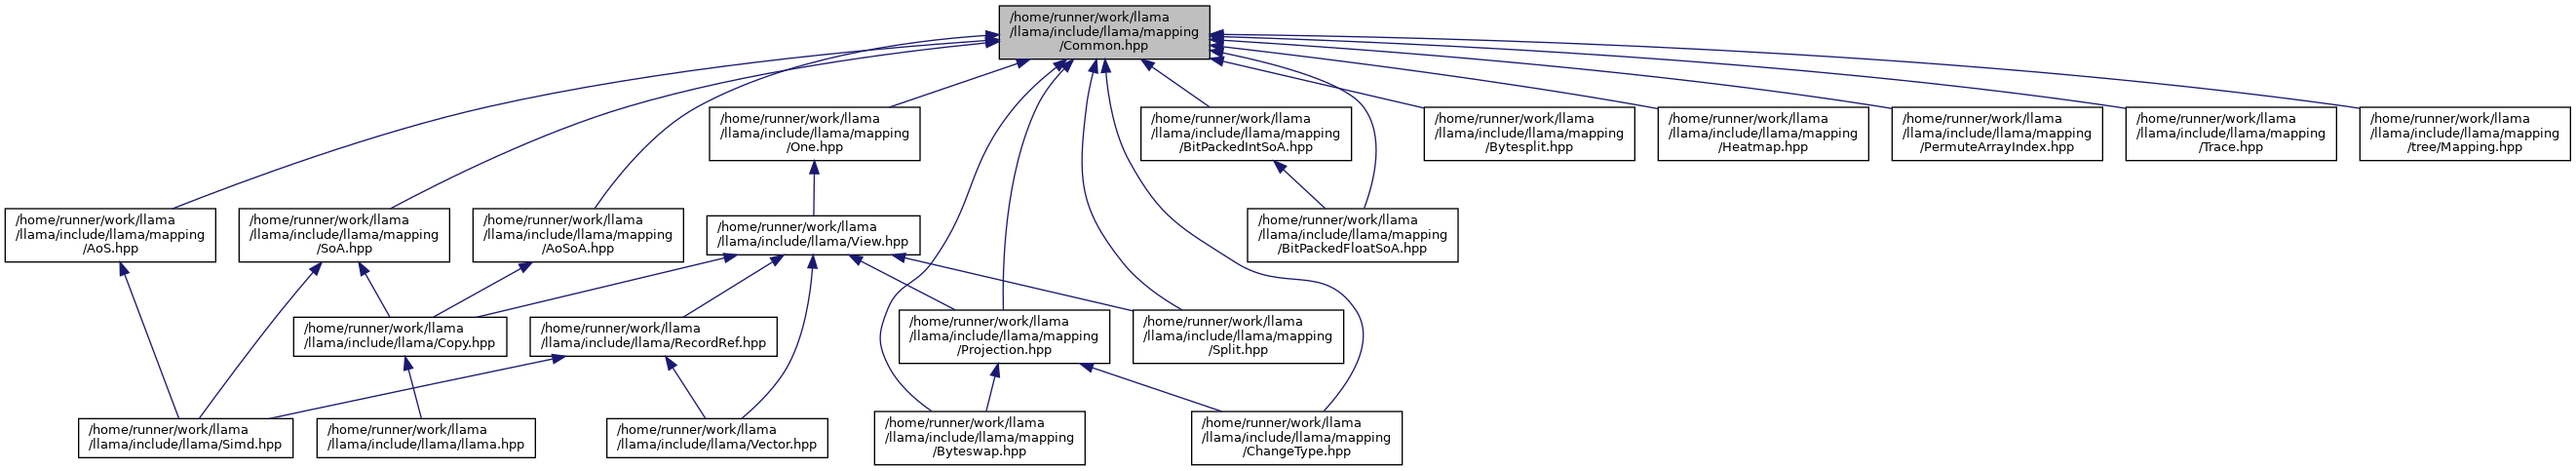 /home/runner/work/llama
/llama/include/llama/mapping
/Common.hpp
/home/runner/work/llama
/llama/include/llama/mapping
/One.hpp
/home/runner/work/llama
/llama/include/llama/mapping
/BitPackedIntSoA.hpp
/home/runner/work/llama
/llama/include/llama/mapping
/Bytesplit.hpp
/home/runner/work/llama
/llama/include/llama/mapping
/Heatmap.hpp
/home/runner/work/llama
/llama/include/llama/mapping
/PermuteArrayIndex.hpp
/home/runner/work/llama
/llama/include/llama/mapping
/Trace.hpp
/home/runner/work/llama
/llama/include/llama/mapping
/tree/Mapping.hpp
/home/runner/work/llama
/llama/include/llama/mapping
/AoS.hpp
/home/runner/work/llama
/llama/include/llama/mapping
/SoA.hpp
/home/runner/work/llama
/llama/include/llama/mapping
/AoSoA.hpp
/home/runner/work/llama
/llama/include/llama/View.hpp
/home/runner/work/llama
/llama/include/llama/mapping
/BitPackedFloatSoA.hpp
/home/runner/work/llama
/llama/include/llama/Copy.hpp
/home/runner/work/llama
/llama/include/llama/RecordRef.hpp
/home/runner/work/llama
/llama/include/llama/mapping
/Projection.hpp
/home/runner/work/llama
/llama/include/llama/mapping
/Split.hpp
/home/runner/work/llama
/llama/include/llama/Simd.hpp
/home/runner/work/llama
/llama/include/llama/llama.hpp
/home/runner/work/llama
/llama/include/llama/Vector.hpp
/home/runner/work/llama
/llama/include/llama/mapping
/Byteswap.hpp
/home/runner/work/llama
/llama/include/llama/mapping
/ChangeType.hpp